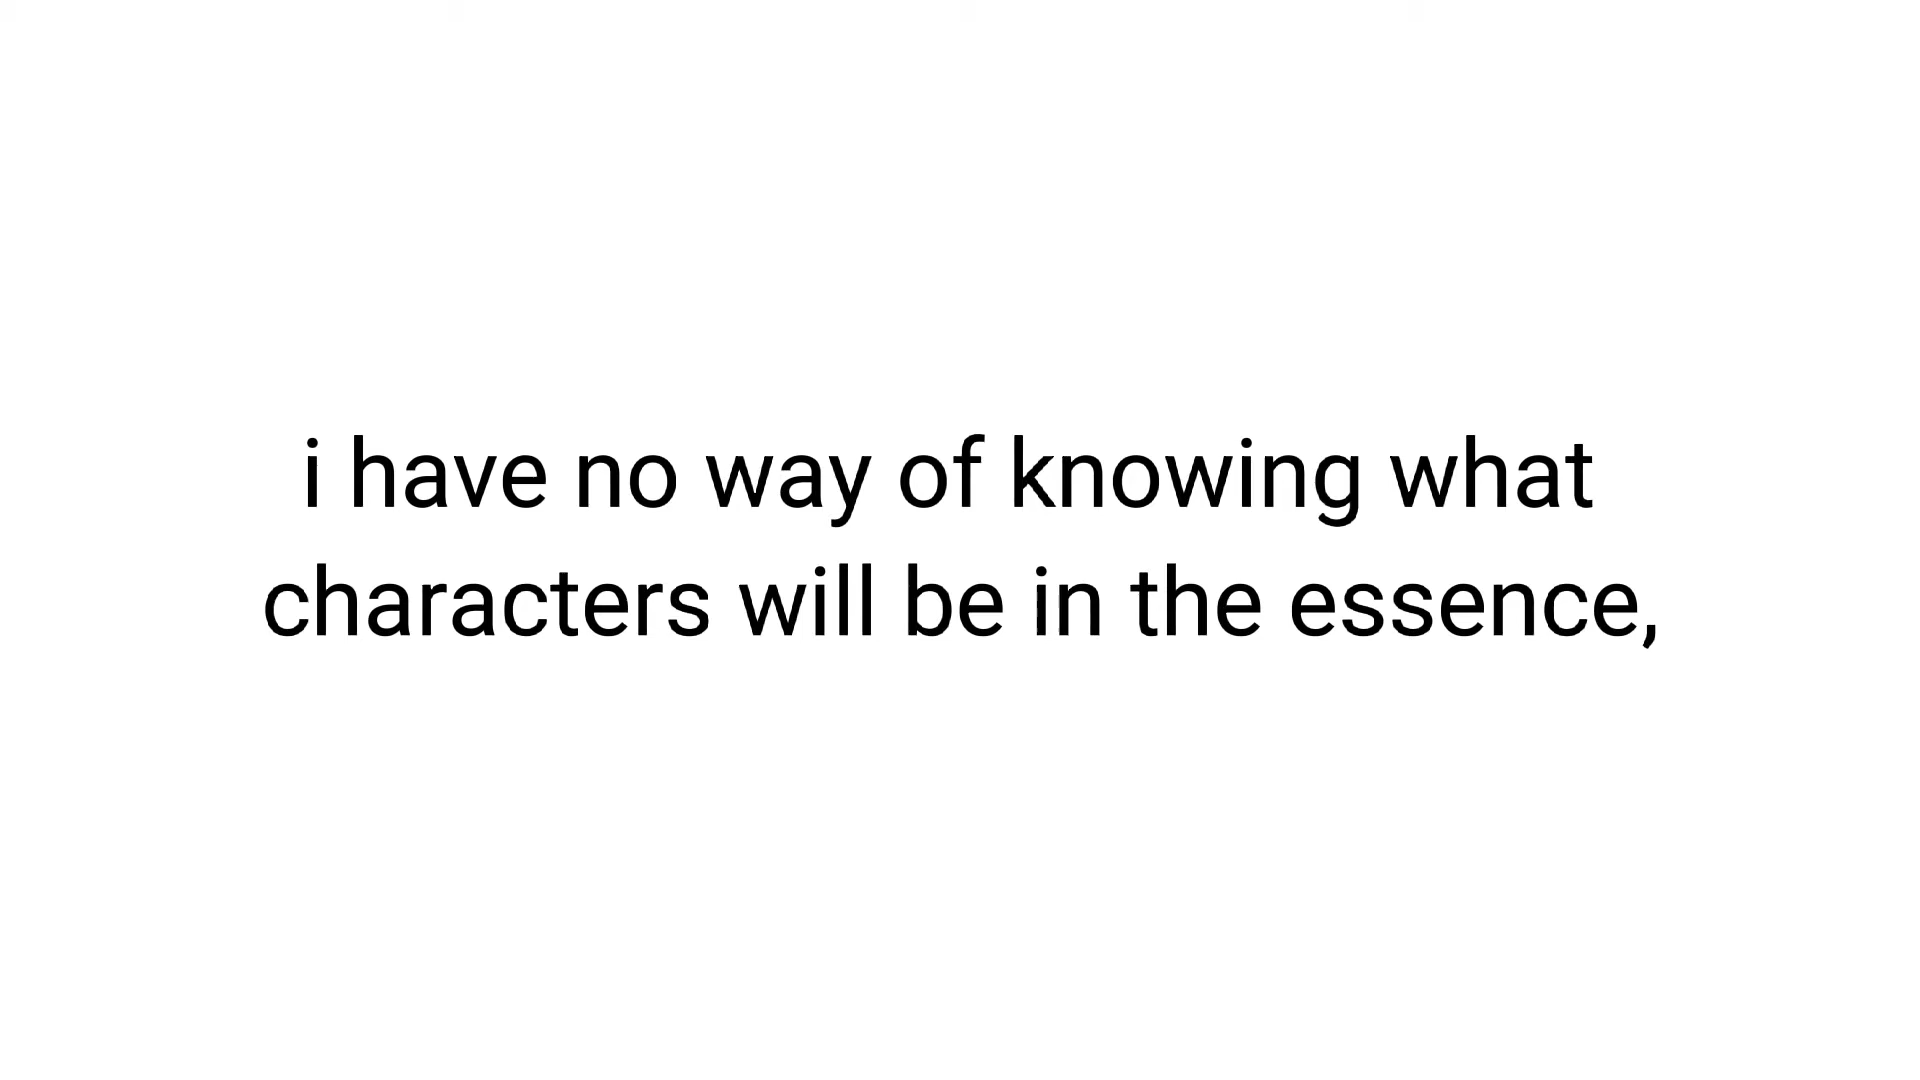 i have no way of knowing what
characters will be in the essence,